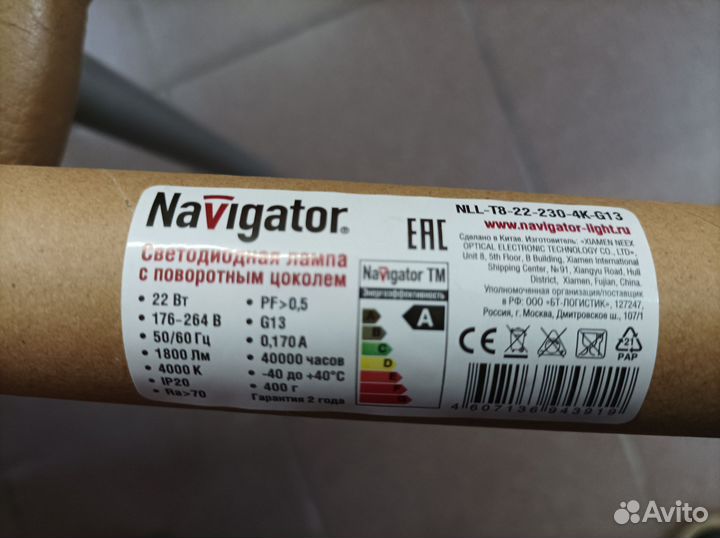 Navigator®
Светодиодная лампа
с поворотным цоколем
• 22 Вт
• 176-264 В
• 50/60 Гц
• 1800 Лм
• 4000 К
• IP20
• Ra>70
• PF>0,5
• G13
• 0,170А
• 40000 часов
• -40 до +40°С
• 400 г
Гарантия 2 года
EAC
Navigator TM
Энергоэффективность
A
A
B
C
D
E
NLL-T8-22-230-4K-G13
www.navigator-light.ru
Сделано в Китае. Изготовитель: «XIAMEN NEEX
OPTICAL ELECTRONIC TECHNOLOGY CO., LTD»,
Unit 8, 5th Floor, B Building, Xiamen International
Shipping Center, №91, Xiangyu Road, Huli
District, Xiamen, Fujian, China.
Уполномоченная организация/поставщик
в РФ: ООО «БТ-ЛОГИСТИК», 127247,
Россия, г. Москва, Дмитровское ш., 107/1
CE
21
PAP
4 607136 943919 >
Avito